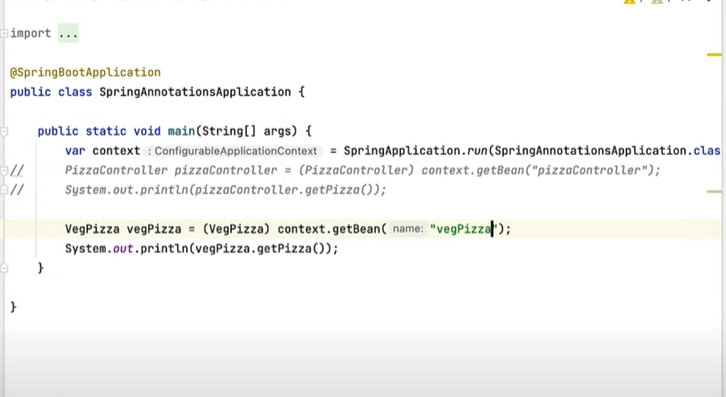 import ...
@SpringBootApplication
public class SpringAnnotationsApplication {
public static void main(String[] args) {
var context : ConfigurableApplicationContext = SpringApplication.run(SpringAnnotationsApplication.clas
// PizzaController pizzaController = (PizzaController) context.getBean("pizzaController");
// System.out.println(pizzaController.getPizza());
VegPizza vegPizza = (VegPizza) context.getBean( name: "vegPizza");
System.out.println(vegPizza.getPizza());
}
}